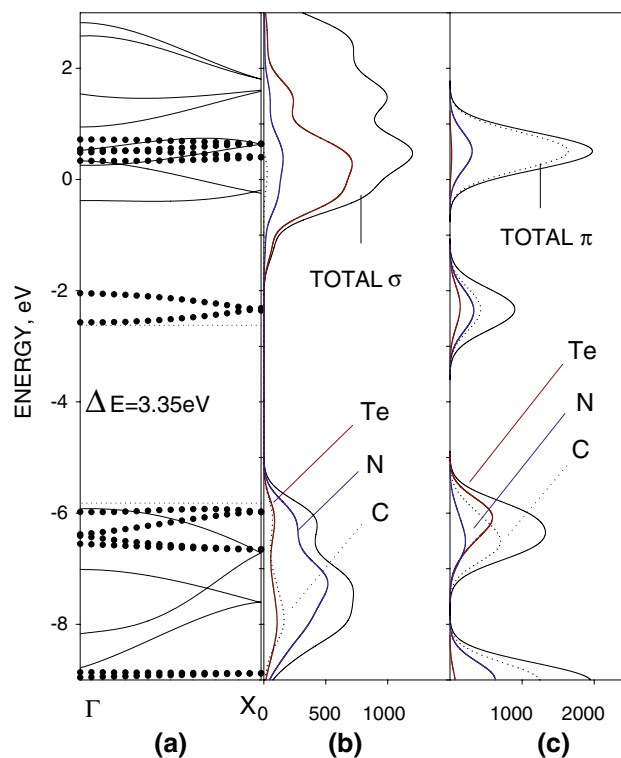 ENERGY, eV
2
0
-2
-4
-6
-8
ΔE=3.35eV
TOTAL σ
TOTAL π
Te
N
C
Te
N
C
Γ
X
0
500
1000
1000
2000
(a)
(b)
(c)